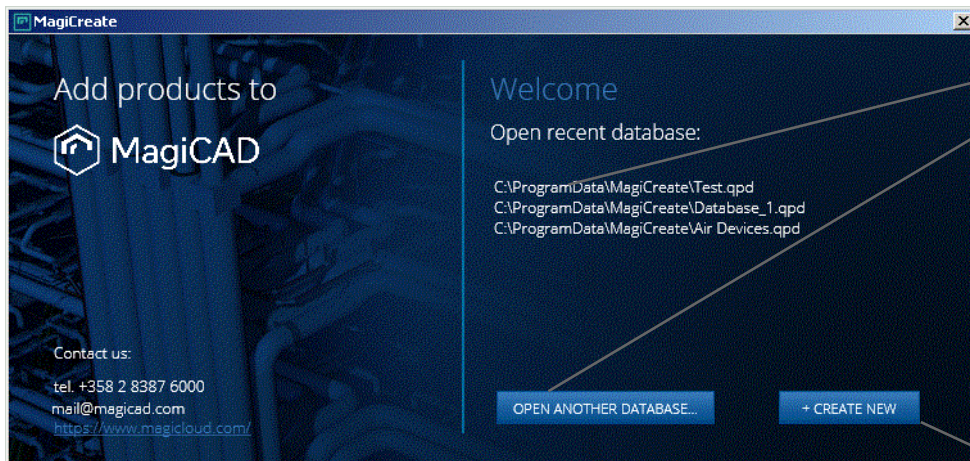 MagiCreate
Add products to
MagiCAD
Contact us:
tel. +358 2 8387 6000
mail@magicad.com
https://www.magicloud.com/
Welcome
Open recent database:
C:\ProgramData\MagiCreate\Test.qpd
C:\ProgramData\MagiCreate\Database_1.qpd
C:\ProgramData\MagiCreate\Air Devices.qpd
OPEN ANOTHER DATABASE...
+ CREATE NEW